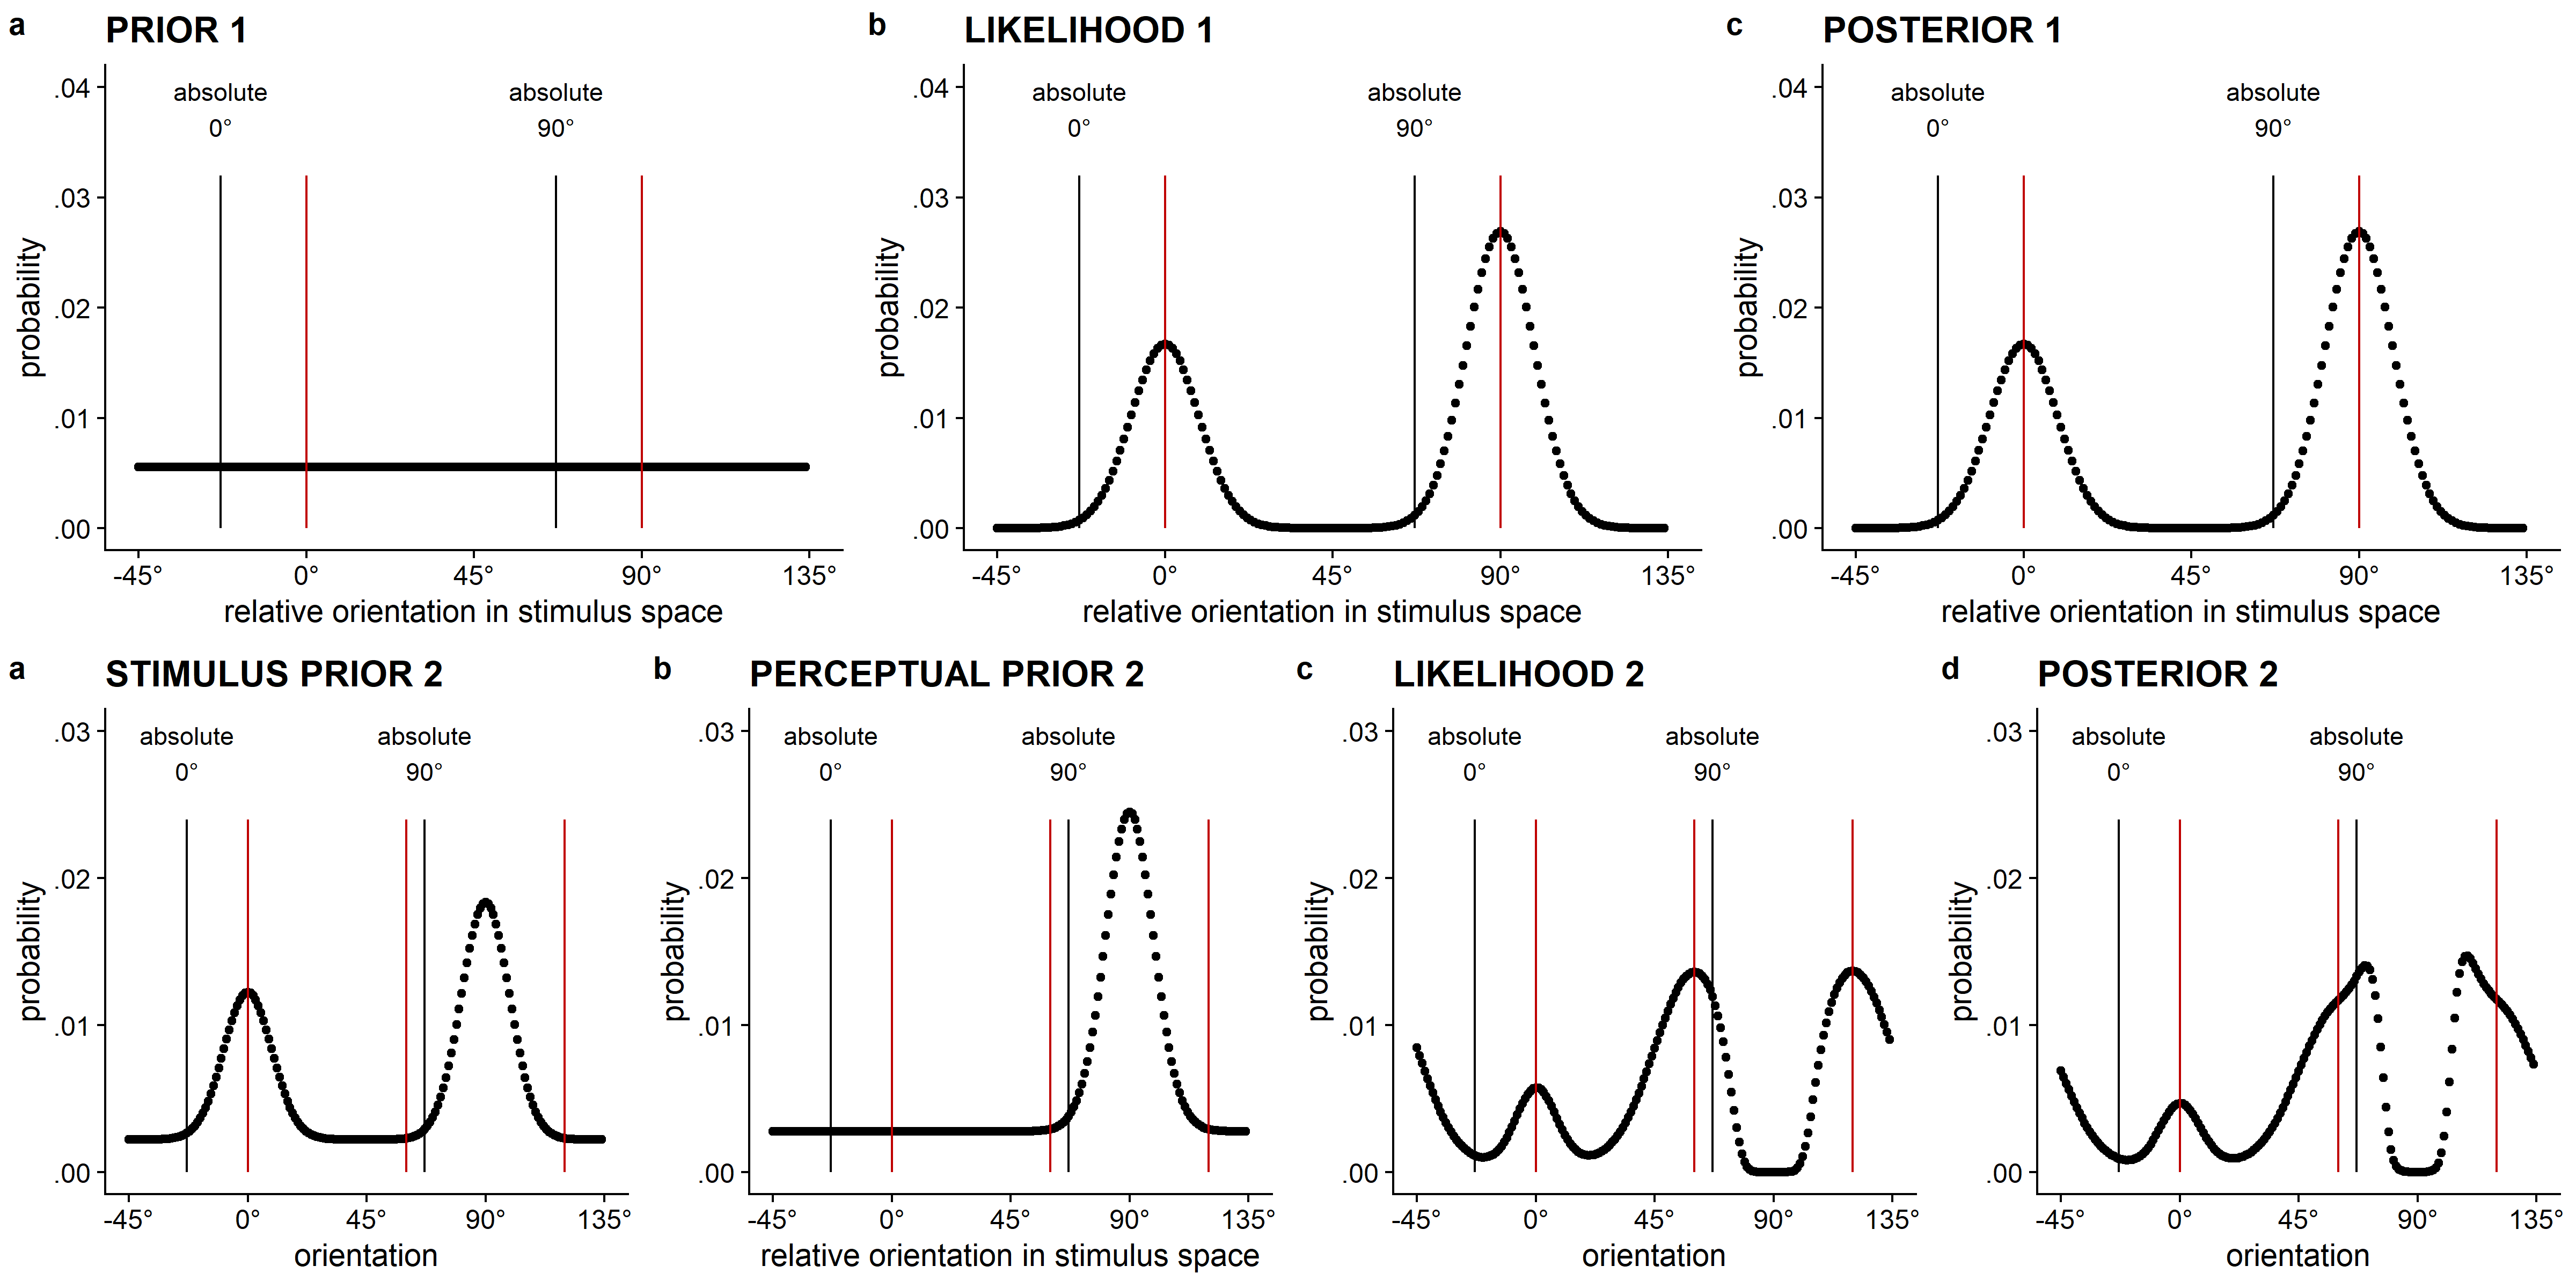 a PRIOR 1
absolute absolute
0° 90°
.04
.03
.02
.01
.00
probability
-45° 0° 45° 90° 135°
relative orientation in stimulus space
b LIKELIHOOD 1
absolute absolute
0° 90°
.04
.03
.02
.01
.00
probability
-45° 0° 45° 90° 135°
relative orientation in stimulus space
c POSTERIOR 1
absolute absolute
0° 90°
.04
.03
.02
.01
.00
probability
-45° 0° 45° 90° 135°
relative orientation in stimulus space
a STIMULUS PRIOR 2
absolute absolute
0° 90°
.03
.02
.01
.00
probability
-45° 0° 45° 90° 135°
orientation
b PERCEPTUAL PRIOR 2
absolute absolute
0° 90°
.03
.02
.01
.00
probability
-45° 0° 45° 90° 135°
relative orientation in stimulus space
c LIKELIHOOD 2
absolute absolute
0° 90°
.03
.02
.01
.00
probability
-45° 0° 45° 90° 135°
orientation
d POSTERIOR 2
absolute absolute
0° 90°
.03
.02
.01
.00
probability
-45° 0° 45° 90° 135°
orientation